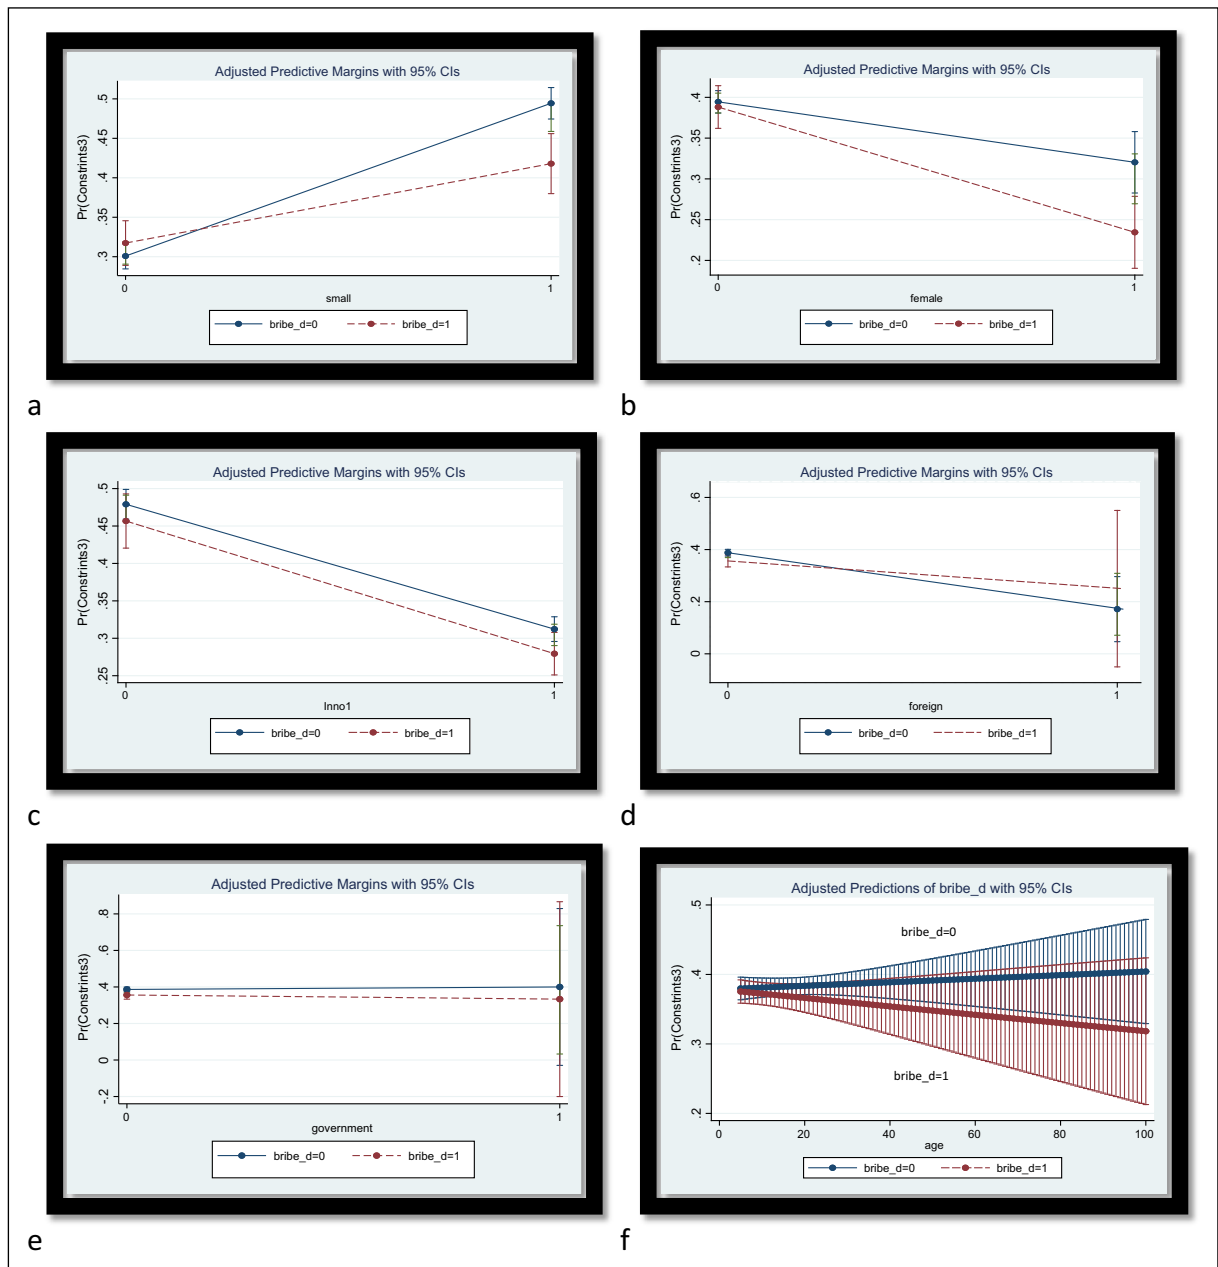 Adjusted Predictive Margins with 95% CIs
Pr(Constrints3)
.5
.45
.4
.35
.3
0
1
small
bribe_d=0
bribe_d=1
a
Adjusted Predictive Margins with 95% CIs
Pr(Constrints3)
.4
.35
.3
.25
.2
0
1
female
bribe_d=0
bribe_d=1
b
Adjusted Predictive Margins with 95% CIs
Pr(Constrints3)
.5
.45
.4
.35
.3
.25
0
1
Inno1
bribe_d=0
bribe_d=1
c
Adjusted Predictive Margins with 95% CIs
Pr(Constrints3)
.6
.4
.2
0
0
1
foreign
bribe_d=0
bribe_d=1
d
Adjusted Predictive Margins with 95% CIs
Pr(Constrints3)
.8
.6
.4
.2
0
-.2
0
1
government
bribe_d=0
bribe_d=1
e
Adjusted Predictions of bribe_d with 95% CIs
Pr(Constrints3)
.5
.4
.3
.2
bribe_d=0
bribe_d=1
0
20
40
60
80
100
age
bribe_d=0
bribe_d=1
f